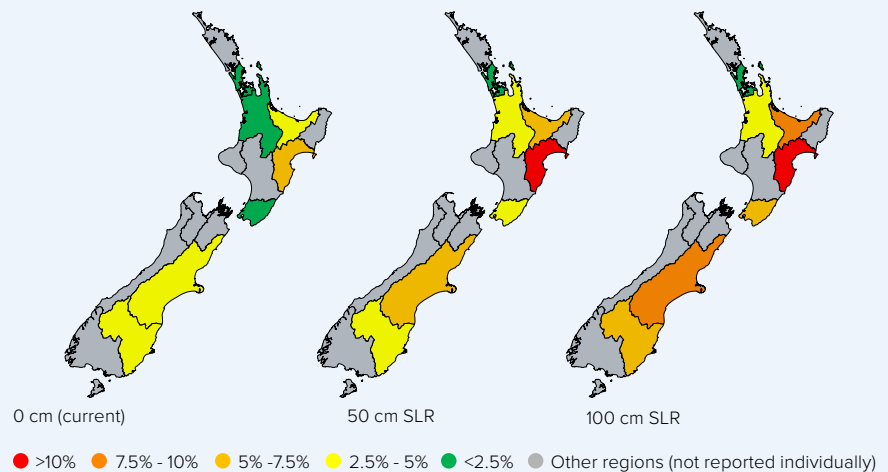 0 cm (current) 50 cm SLR 100 cm SLR
>10% 7.5% - 10% 5% -7.5% 2.5% - 5% <2.5% Other regions (not reported individually)